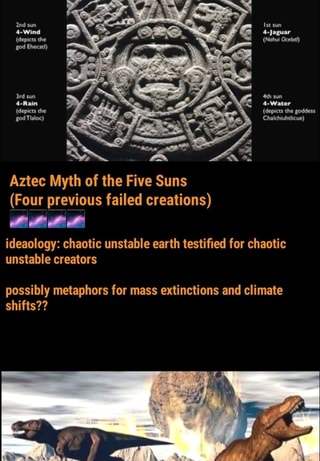 2nd sun
4-Wind
(depicts the
god Ehecatl)
1st sun
4-Jaguar
(Nahui Ocelotl)
3rd sun
4-Rain
(depicts the
god Tlaloc)
4th sun
4-Water
(depicts the goddess
Chalchiuhtlicue)
Aztec Myth of the Five Suns
(Four previous failed creations)
🌌🌌🌌🌌
ideaology: chaotic unstable earth testified for chaotic
unstable creators
possibly metaphors for mass extinctions and climate
shifts??